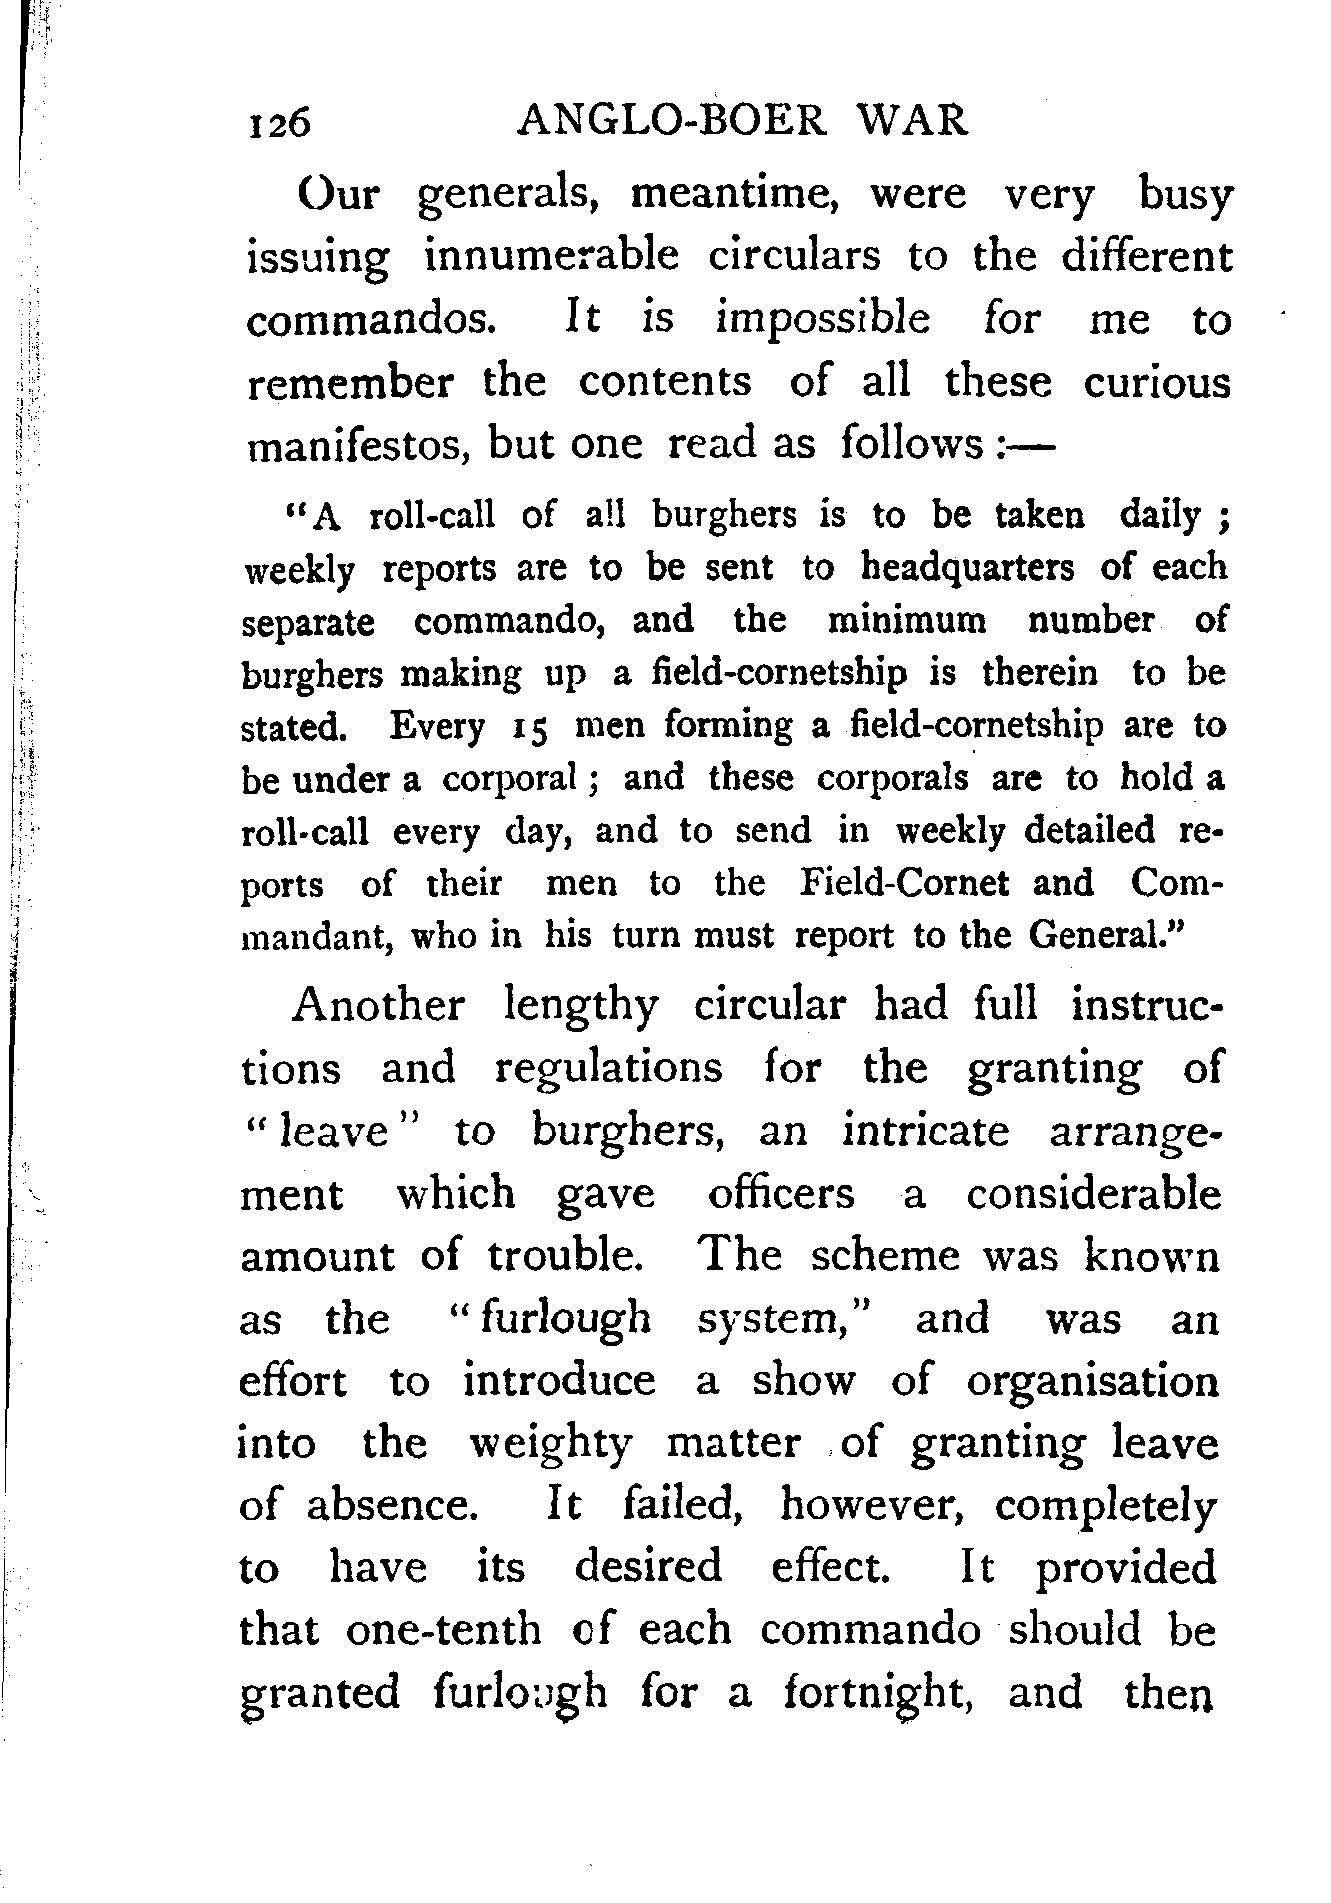 126 ANGLO-BOER WAR
Our generals, meantime, were very busy
issuing innumerable circulars to the different
commandos. It is impossible for me to
remember the contents of all these curious
manifestos, but one read as follows :—
"A roll-call of all burghers is to be taken daily ;
weekly reports are to be sent to headquarters of each
separate commando, and the minimum number of
burghers making up a field-cornetship is therein to be
stated. Every 15 men forming a field-cornetship are to
be under a corporal ; and these corporals are to hold a
roll-call every day, and to send in weekly detailed re-
ports of their men to the Field-Cornet and Com-
mandant, who in his turn must report to the General."
Another lengthy circular had full instruc-
tions and regulations for the granting of
" leave " to burghers, an intricate arrange-
ment which gave officers a considerable
amount of trouble. The scheme was known
as the " furlough system," and was an
effort to introduce a show of organisation
into the weighty matter of granting leave
of absence. It failed, however, completely
to have its desired effect. It provided
that one-tenth of each commando should be
granted furlough for a fortnight, and then